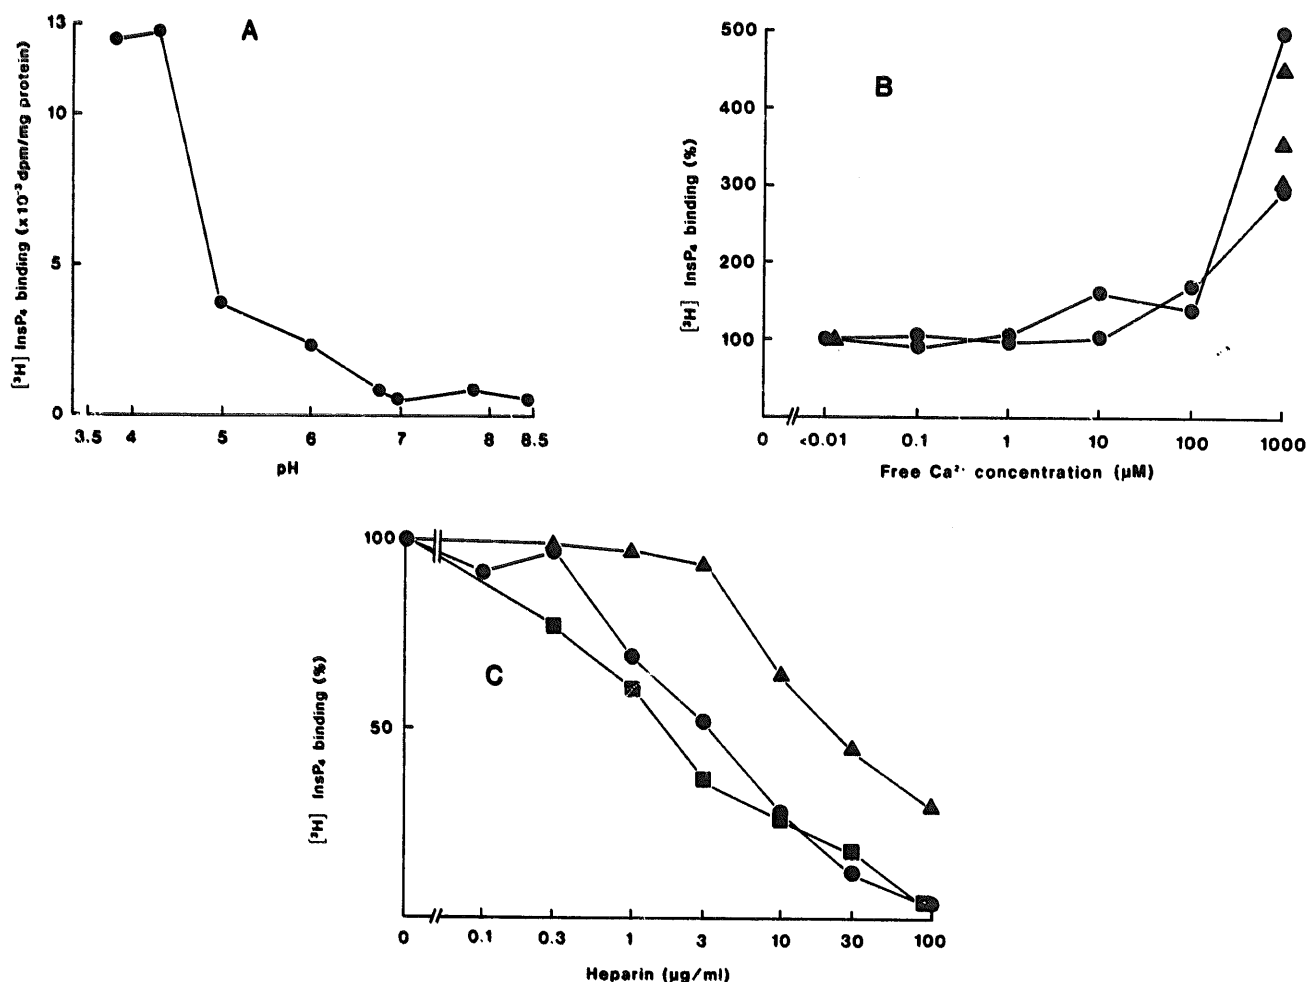 A
[³H] InsP₄ binding (x 10⁻³ dpm/mg protein)
13
10
5
0
3.5 4 5 6 7 8 8.5
pH
B
[³H] InsP₄ binding (%)
500
400
300
200
100
0 <0.01 0.1 1 10 100 1000
Free Ca²⁺ concentration (μM)
C
[³H] InsP₄ binding (%)
100
50
0 0.1 0.3 1 3 10 30 100
Heparin (μg/ml)